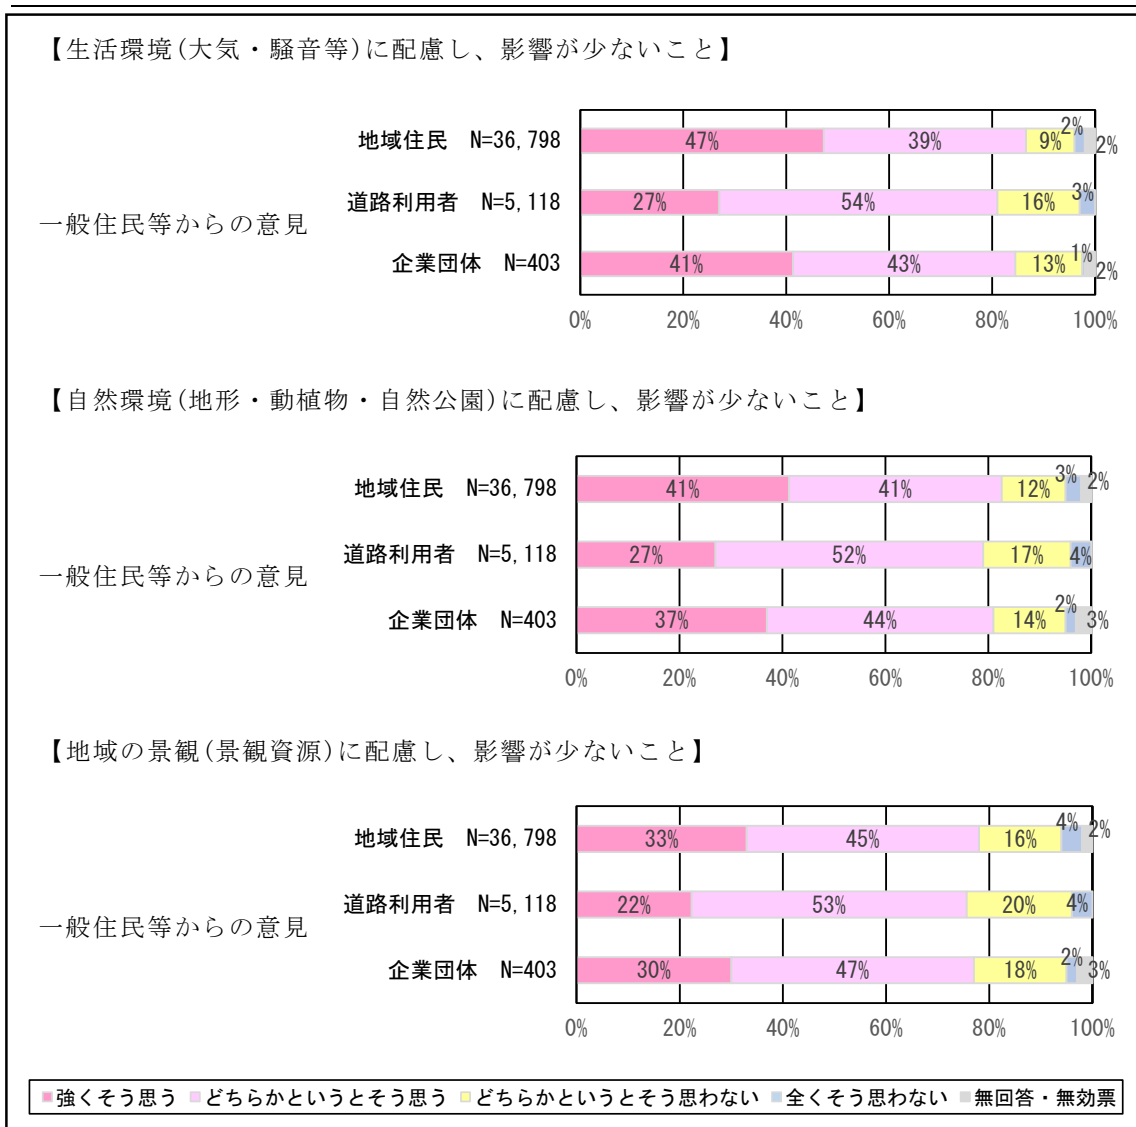 【生活環境(大気・騒音等)に配慮し、影響が少ないこと】
地域住民 N=36,798 47% 39% 9% 2% 2%
道路利用者 N=5,118 27% 54% 16% 3%
一般住民等からの意見
企業団体 N=403 41% 43% 13% 1% 2%
0% 20% 40% 60% 80% 100%
【自然環境(地形・動植物・自然公園)に配慮し、影響が少ないこと】
地域住民 N=36,798 41% 41% 12% 3% 2%
道路利用者 N=5,118 27% 52% 17% 4%
一般住民等からの意見
企業団体 N=403 37% 44% 14% 2% 3%
0% 20% 40% 60% 80% 100%
【地域の景観(景観資源)に配慮し、影響が少ないこと】
地域住民 N=36,798 33% 45% 16% 4% 2%
道路利用者 N=5,118 22% 53% 20% 4%
一般住民等からの意見
企業団体 N=403 30% 47% 18% 2% 3%
0% 20% 40% 60% 80% 100%
強くそう思う どちらかというとそう思う どちらかというとそう思わない 全くそう思わない 無回答・無効票